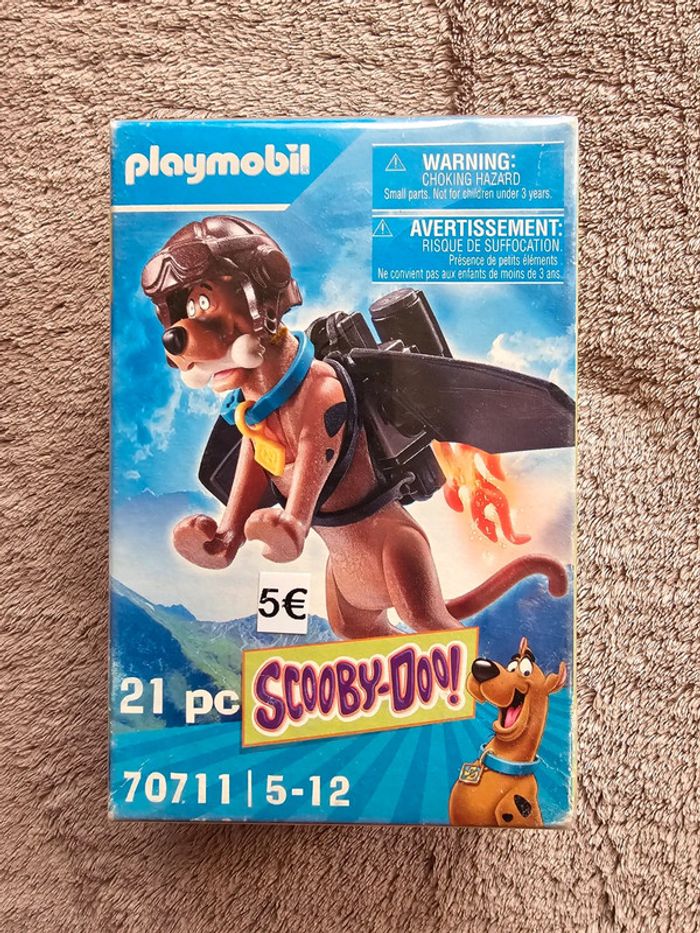 playmobil
WARNING:
CHOKING HAZARD
Small parts. Not for children under 3 years.
AVERTISSEMENT:
RISQUE DE SUFFOCATION.
Présence de petits éléments.
Ne convient pas aux enfants de moins de 3 ans.
5€
SCOOBY-DOO!
21 pc
70711 | 5-12